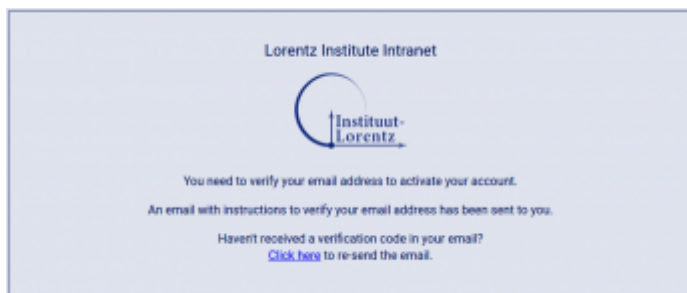 Lorentz Institute Intranet
Instituut-
Lorentz
You need to verify your email address to activate your account.
An email with instructions to verify your email address has been sent to you.
Haven't received a verification code in your email?
Click here to re-send the email.